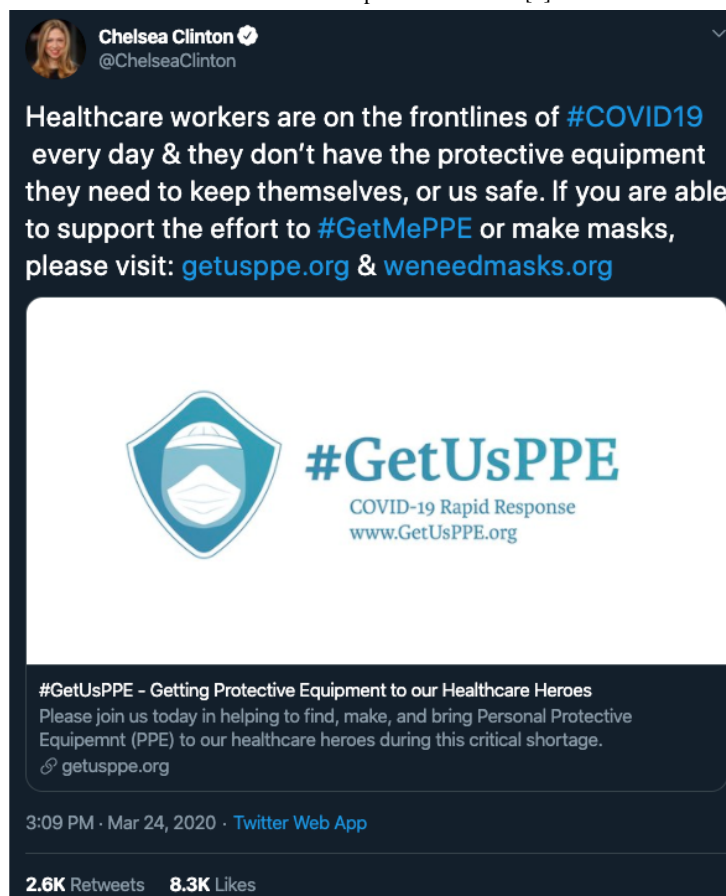 Chelsea Clinton
@ChelseaClinton
Healthcare workers are on the frontlines of #COVID19
every day & they don't have the protective equipment
they need to keep themselves, or us safe. If you are able
to support the effort to #GetMePPE or make masks,
please visit: getusppe.org & weneedmasks.org
#GetUsPPE
COVID-19 Rapid Response
www.GetUsPPE.org
#GetUsPPE - Getting Protective Equipment to our Healthcare Heroes
Please join us today in helping to find, make, and bring Personal Protective
Equipemnt (PPE) to our healthcare heroes during this critical shortage.
getusppe.org
3:09 PM · Mar 24, 2020 · Twitter Web App
2.6K Retweets 8.3K Likes